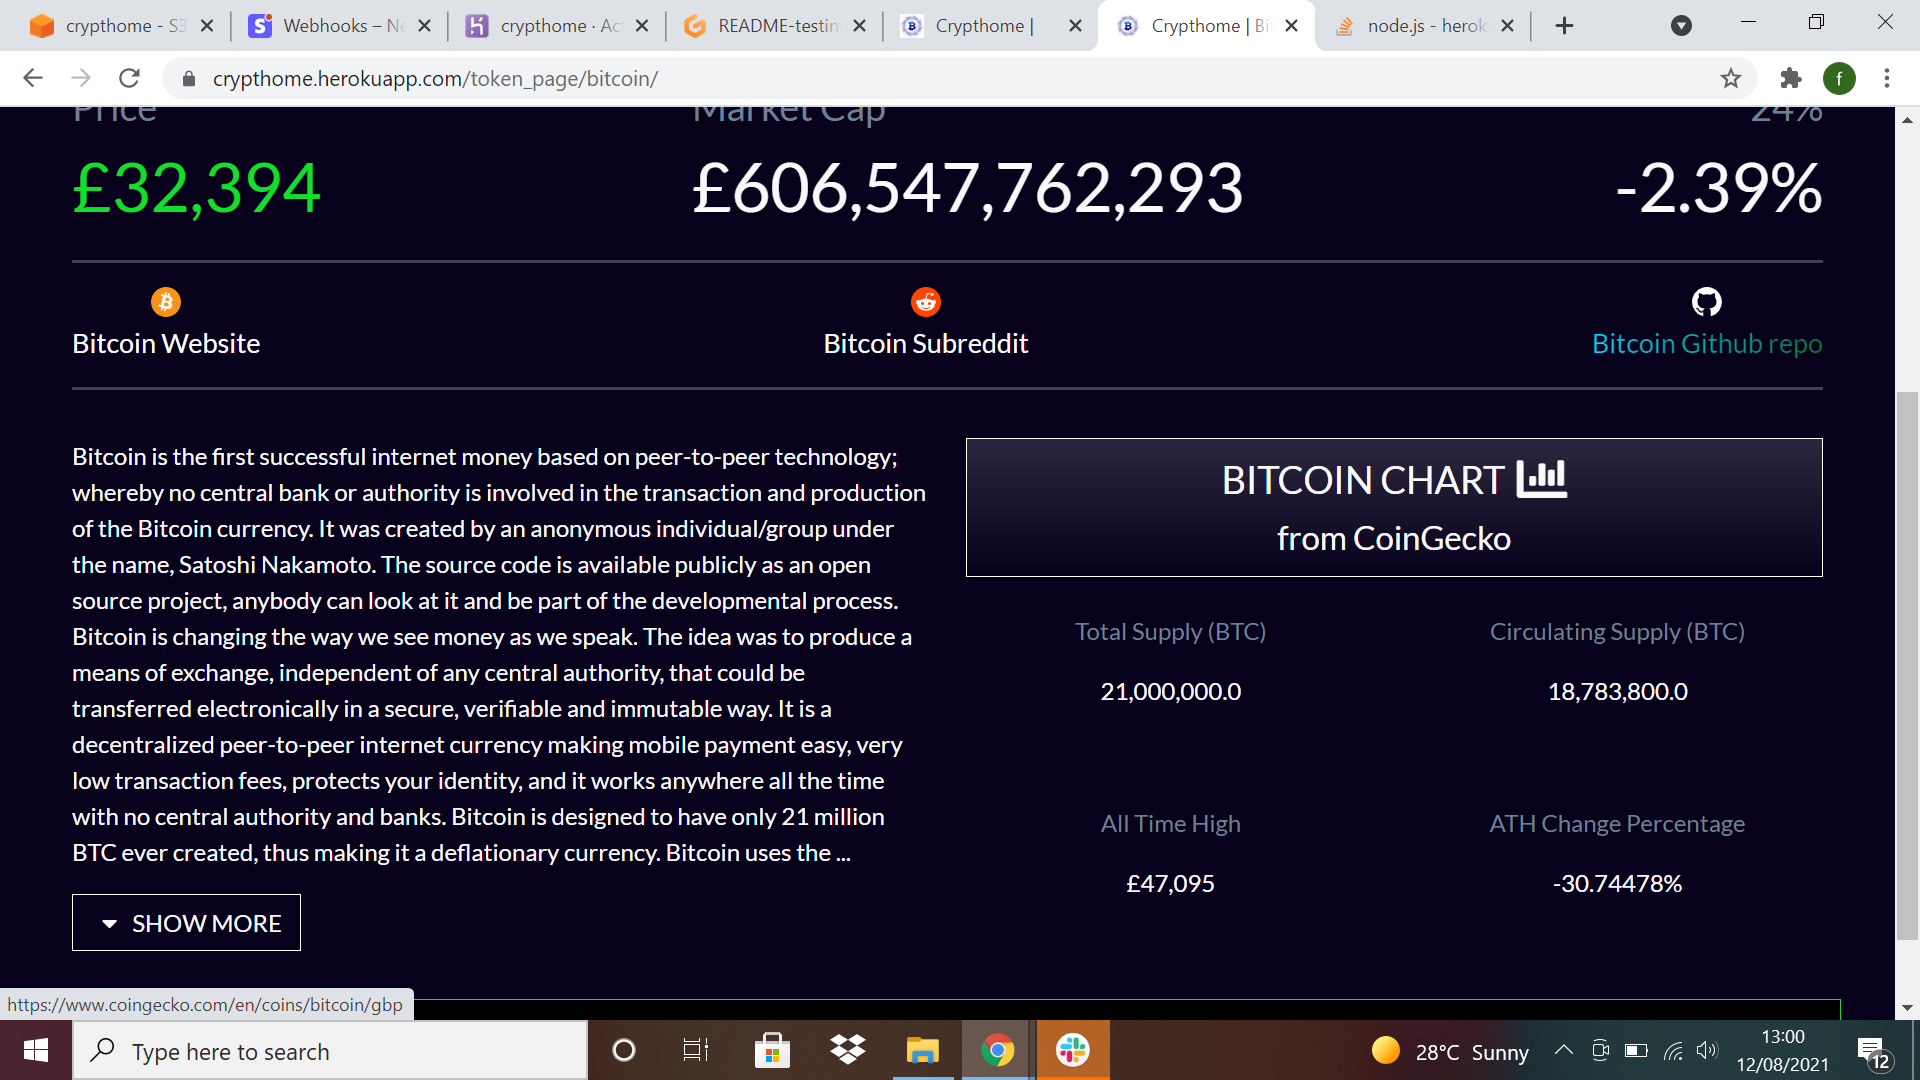 crypthome - S3
Webhooks – Ne
crypthome · Ac
README-testin
Crypthome |
Crypthome | Bi
node.js - herok
crypthome.herokuapp.com/token_page/bitcoin/
f
Price
Market Cap
24%
£32,394
£606,547,762,293
-2.39%
Bitcoin Website
Bitcoin Subreddit
Bitcoin Github repo
Bitcoin is the first successful internet money based on peer-to-peer technology;
whereby no central bank or authority is involved in the transaction and production
of the Bitcoin currency. It was created by an anonymous individual/group under
the name, Satoshi Nakamoto. The source code is available publicly as an open
source project, anybody can look at it and be part of the developmental process.
Bitcoin is changing the way we see money as we speak. The idea was to produce a
means of exchange, independent of any central authority, that could be
transferred electronically in a secure, verifiable and immutable way. It is a
decentralized peer-to-peer internet currency making mobile payment easy, very
low transaction fees, protects your identity, and it works anywhere all the time
with no central authority and banks. Bitcoin is designed to have only 21 million
BTC ever created, thus making it a deflationary currency. Bitcoin uses the ...
SHOW MORE
BITCOIN CHART
from CoinGecko
Total Supply (BTC)
Circulating Supply (BTC)
21,000,000.0
18,783,800.0
All Time High
ATH Change Percentage
£47,095
-30.74478%
https://www.coingecko.com/en/coins/bitcoin/gbp
Type here to search
28°C Sunny
13:00
12/08/2021
12